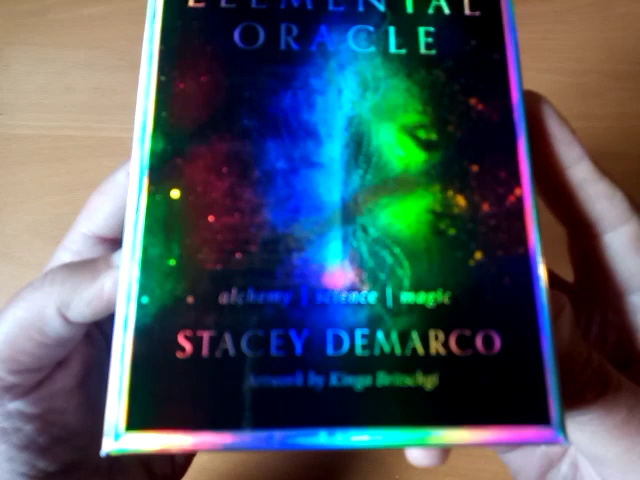 ELEMENTAL
ORACLE
alchemy | science | magic
STACEY DEMARCO
Artwork by Kinga Britschgi